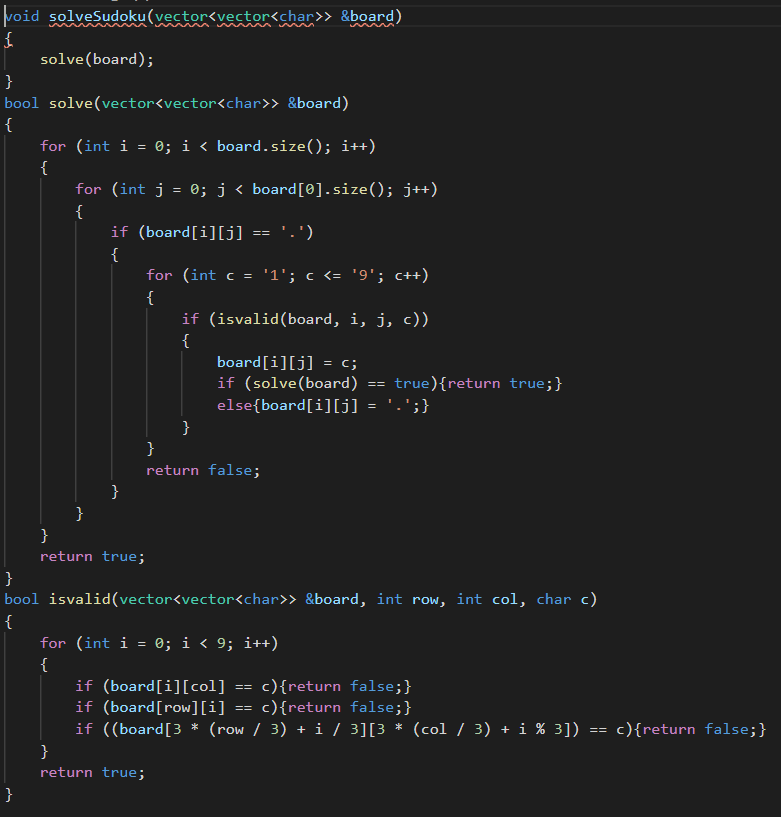 void solveSudoku(vector<vector<char>> &board)
{
    solve(board);
}
bool solve(vector<vector<char>> &board)
{
    for (int i = 0; i < board.size(); i++)
    {
        for (int j = 0; j < board[0].size(); j++)
        {
            if (board[i][j] == '.')
            {
                for (int c = '1'; c <= '9'; c++)
                {
                    if (isvalid(board, i, j, c))
                    {
                        board[i][j] = c;
                        if (solve(board) == true){return true;}
                        else{board[i][j] = '.';}
                    }
                }
                return false;
            }
        }
    }
    return true;
}
bool isvalid(vector<vector<char>> &board, int row, int col, char c)
{
    for (int i = 0; i < 9; i++)
    {
        if (board[i][col] == c){return false;}
        if (board[row][i] == c){return false;}
        if ((board[3 * (row / 3) + i / 3][3 * (col / 3) + i % 3]) == c){return false;}
    }
    return true;
}